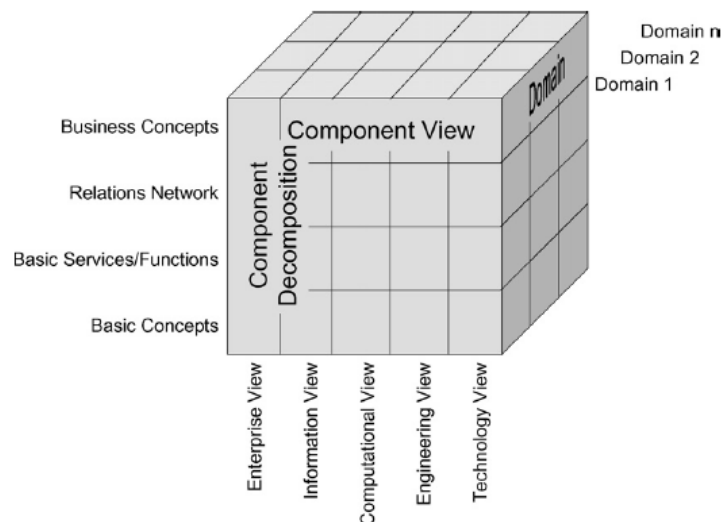 Domain n
Domain 2
Domain 1
Domain
Business Concepts
Component View
Relations Network
Component
Decomposition
Basic Services/Functions
Basic Concepts
Enterprise View
Information View
Computational View
Engineering View
Technology View